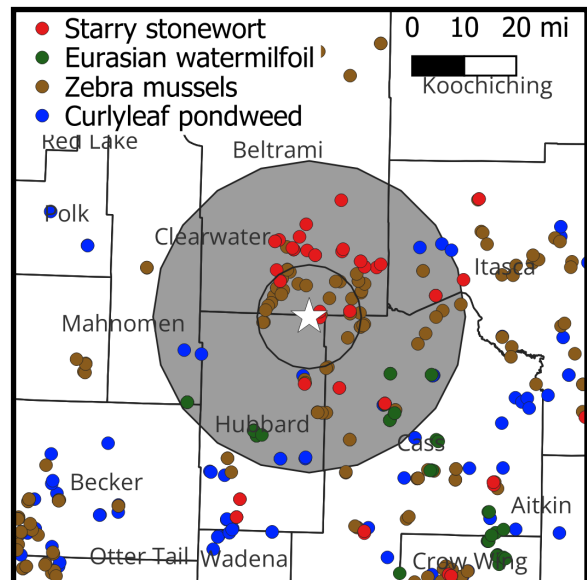 Starry stonewort
Eurasian watermilfoil
Zebra mussels
Curlyleaf pondweed
0 10 20 mi
Koochiching
Red Lake
Beltrami
Polk
Clearwater
Itasca
Mahnomen
Hubbard
Cass
Becker
Aitkin
Otter Tail
Wadena
Crow Wing